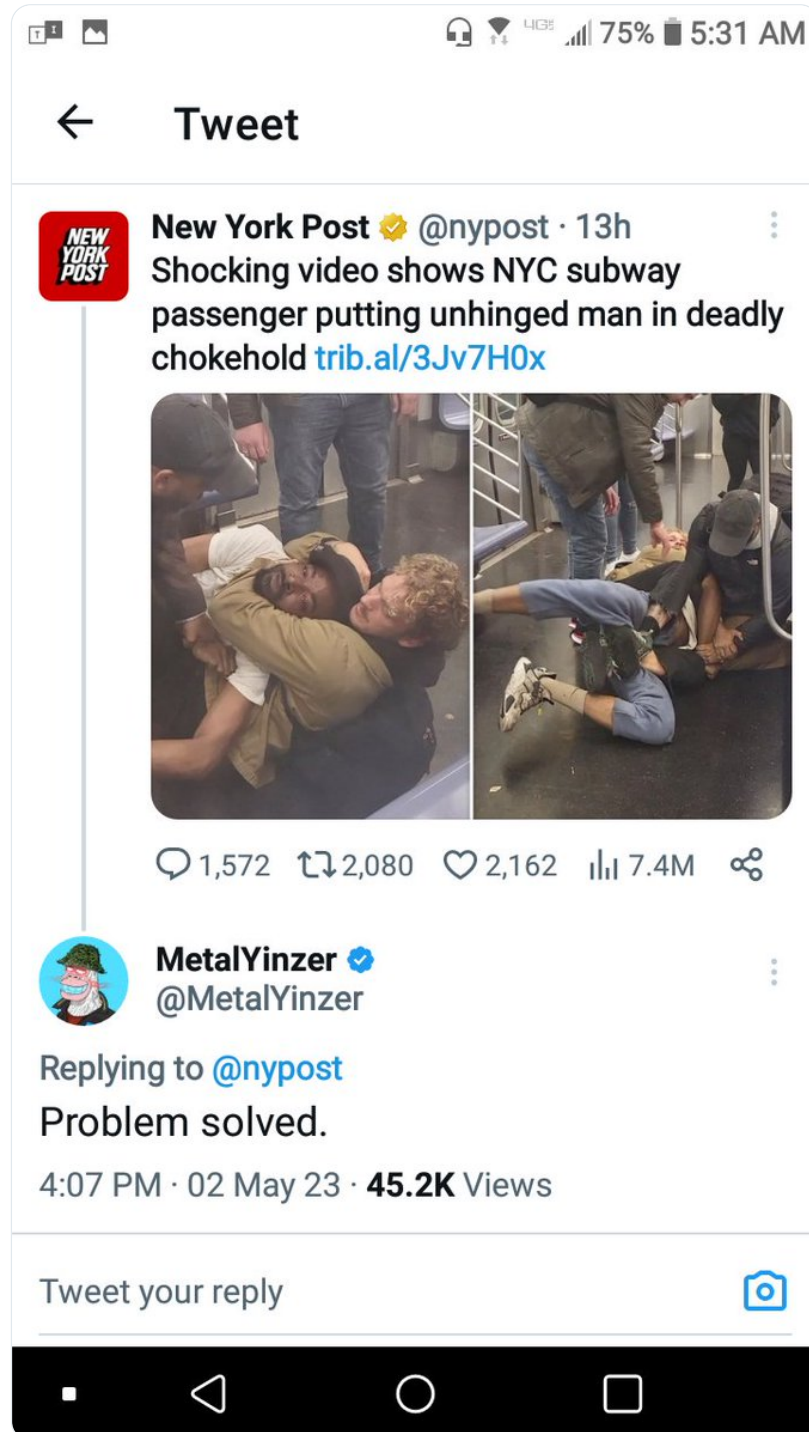 75% 5:31 AM
Tweet
NEW
YORK
POST
New York Post @nypost · 13h
Shocking video shows NYC subway
passenger putting unhinged man in deadly
chokehold trib.al/3Jv7H0x
1,572 2,080 2,162 7.4M
MetalYinzer
@MetalYinzer
Replying to @nypost
Problem solved.
4:07 PM · 02 May 23 · 45.2K Views
Tweet your reply